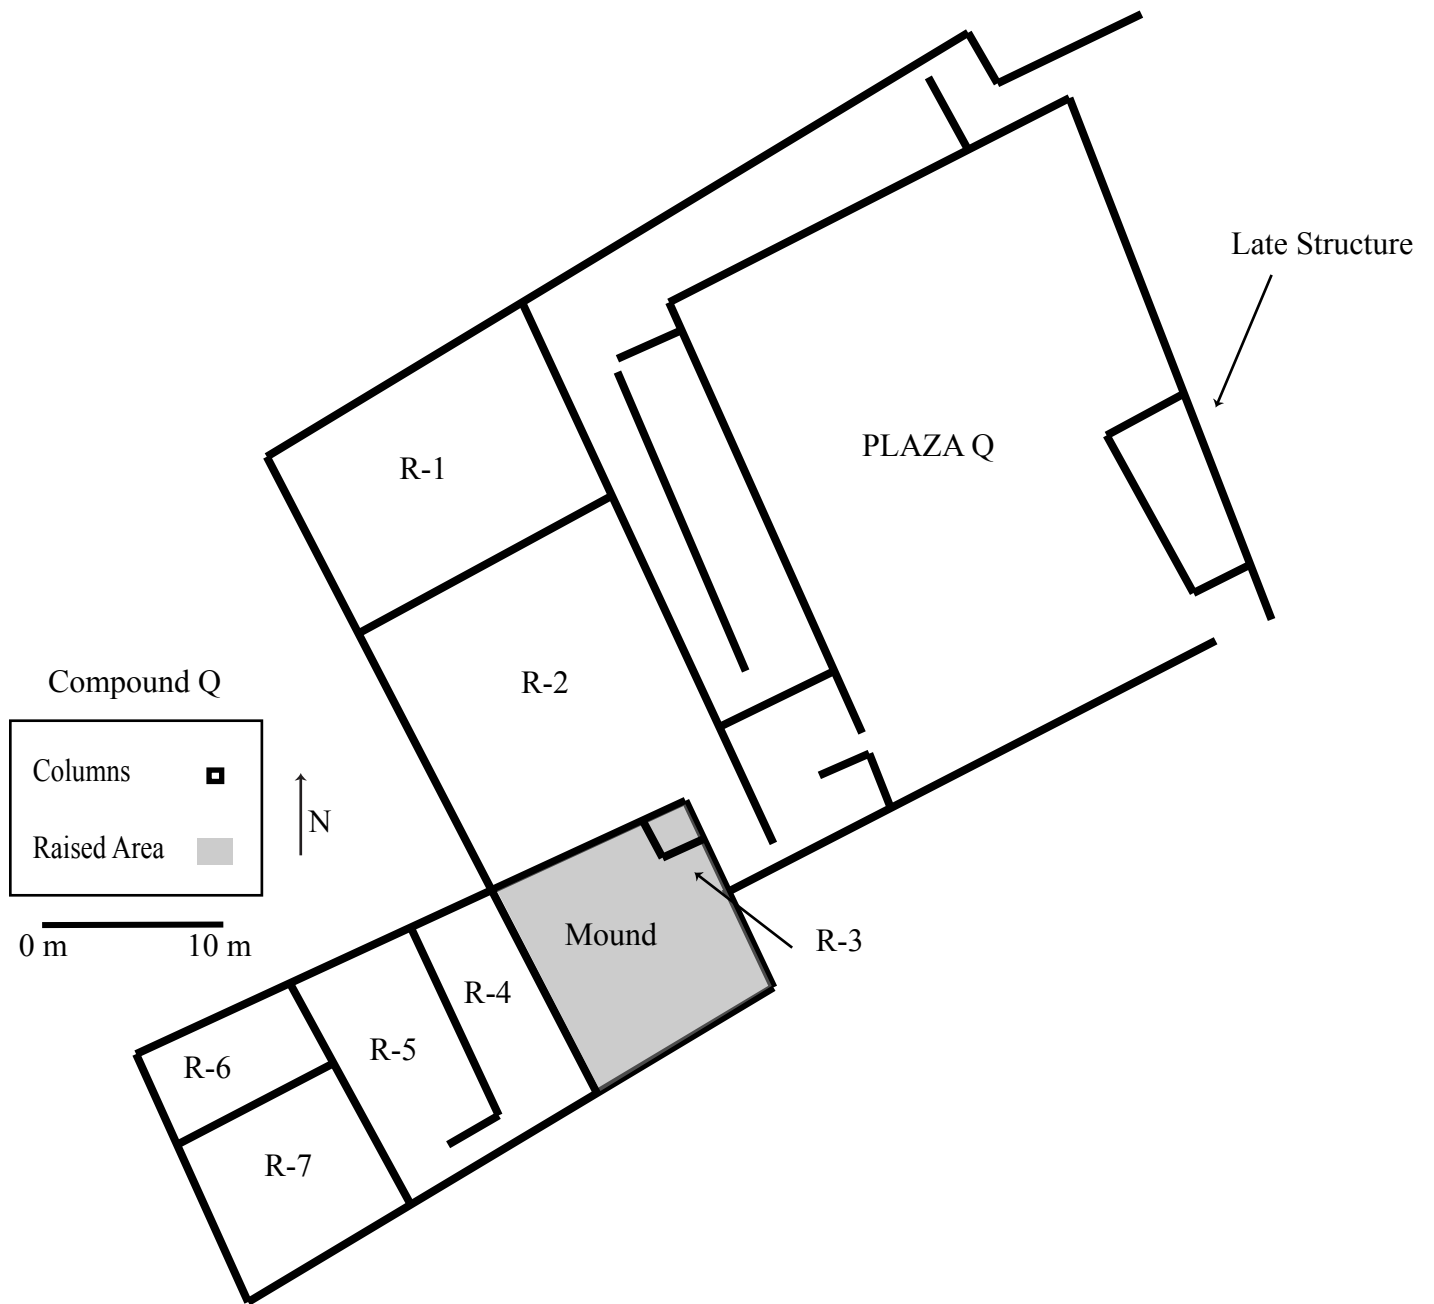 Late Structure
PLAZA Q
R-1
R-2
Compound Q
Columns
Raised Area
N
0 m
10 m
Mound
R-3
R-4
R-5
R-6
R-7